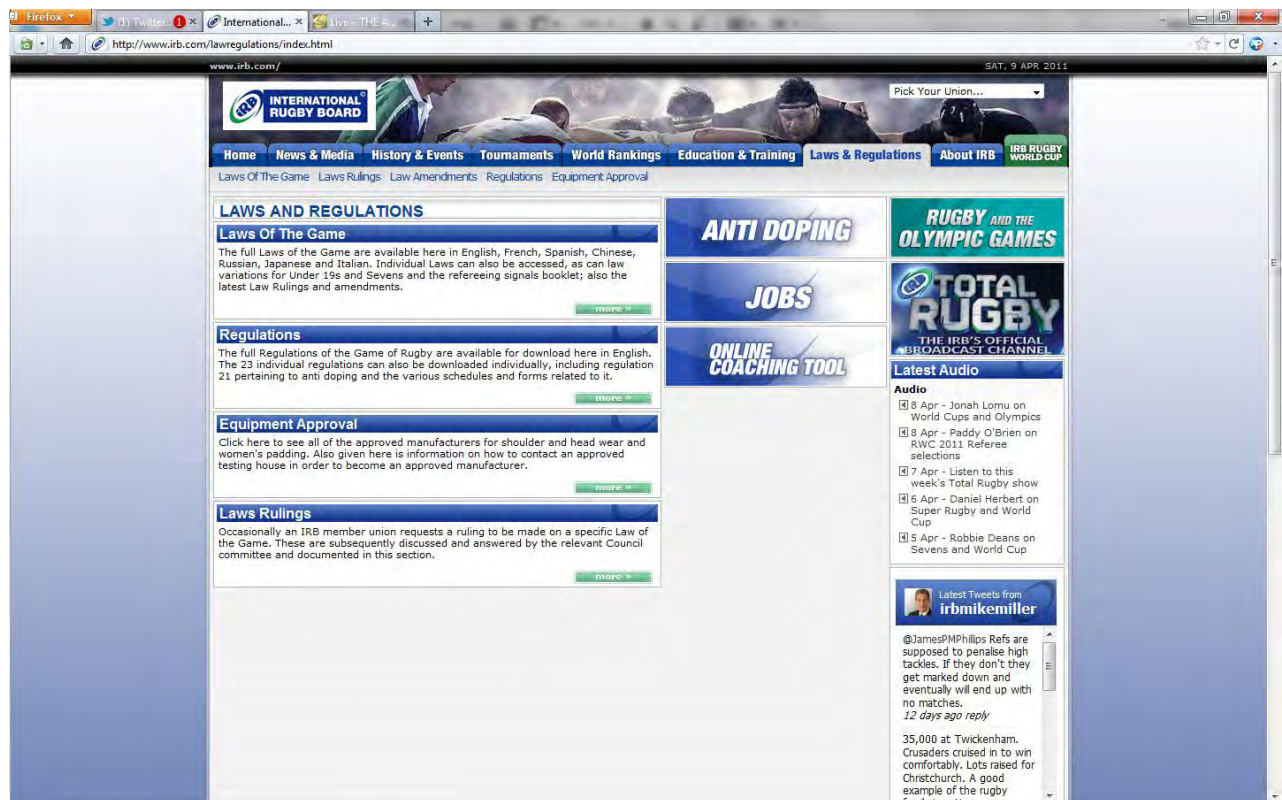 Firefox
(1) Twitter
1
International...
Live - THE A...
http://www.irb.com/lawregulations/index.html
www.irb.com/
SAT, 9 APR 2011
IRB
INTERNATIONAL
RUGBY BOARD
Pick Your Union...
Home News & Media History & Events Tournaments World Rankings Education & Training Laws & Regulations About IRB
IRB RUGBY
WORLD CUP
Laws Of The Game Laws Rulings Law Amendments Regulations Equipment Approval
LAWS AND REGULATIONS
Laws Of The Game
The full Laws of the Game are available here in English, French, Spanish, Chinese,
Russian, Japanese and Italian. Individual Laws can also be accessed, as can law
variations for Under 19s and Sevens and the refereeing signals booklet; also the
latest Law Rulings and amendments.
more »
Regulations
The full Regulations of the Game of Rugby are available for download here in English.
The 23 individual regulations can also be downloaded individually, including regulation
21 pertaining to anti doping and the various schedules and forms related to it.
more »
Equipment Approval
Click here to see all of the approved manufacturers for shoulder and head wear and
women's padding. Also given here is information on how to contact an approved
testing house in order to become an approved manufacturer.
more »
Laws Rulings
Occasionally an IRB member union requests a ruling to be made on a specific Law of
the Game. These are subsequently discussed and answered by the relevant Council
committee and documented in this section.
more »
ANTI DOPING
JOBS
ONLINE
COACHING TOOL
RUGBY AND THE
OLYMPIC GAMES
TOTAL
RUGBY
THE IRB'S OFFICIAL
BROADCAST CHANNEL
Latest Audio
Audio
8 Apr - Jonah Lomu on
World Cups and Olympics
8 Apr - Paddy O'Brien on
RWC 2011 Referee
selections
7 Apr - Listen to this
week's Total Rugby show
6 Apr - Daniel Herbert on
Super Rugby and World
Cup
5 Apr - Robbie Deans on
Sevens and World Cup
Latest Tweets from
irbmikemiller
@JamesPMPhilips Refs are
supposed to penalise high
tackles. If they don't they
get marked down and
eventually will end up with
no matches.
12 days ago reply
35,000 at Twickenham.
Crusaders cruised in to win
comfortably. Lots raised for
Christchurch. A good
example of the rugby